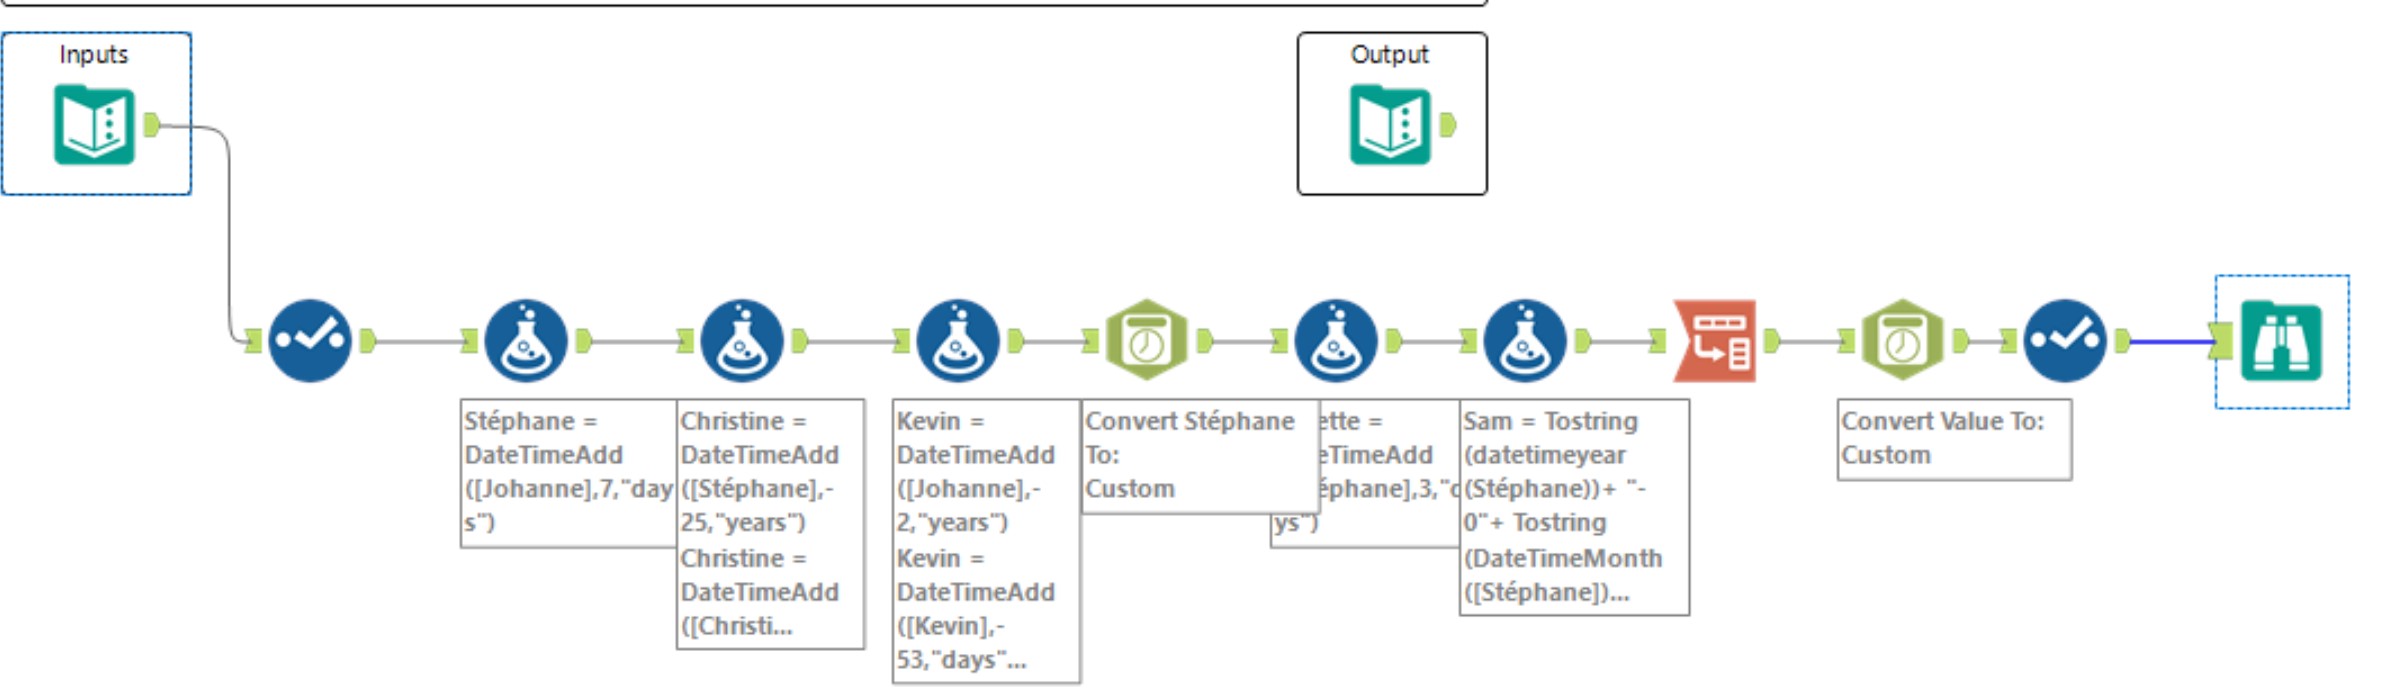 Inputs
Output
Stéphane =
DateTimeAdd
([Johanne],7,"day
s")
Christine =
DateTimeAdd
([Stéphane],-
25,"years")
Christine =
DateTimeAdd
([Christi...
Kevin =
DateTimeAdd
([Johanne],-
2,"years")
Kevin =
DateTimeAdd
([Kevin],-
53,"days"...
Convert Stéphane
To:
Custom
ette =
eTimeAdd
éphane],3,"d
ys")
Sam = Tostring
(datetimeyear
(Stéphane))+ "-
0"+ Tostring
(DateTimeMonth
([Stéphane])...
Convert Value To:
Custom